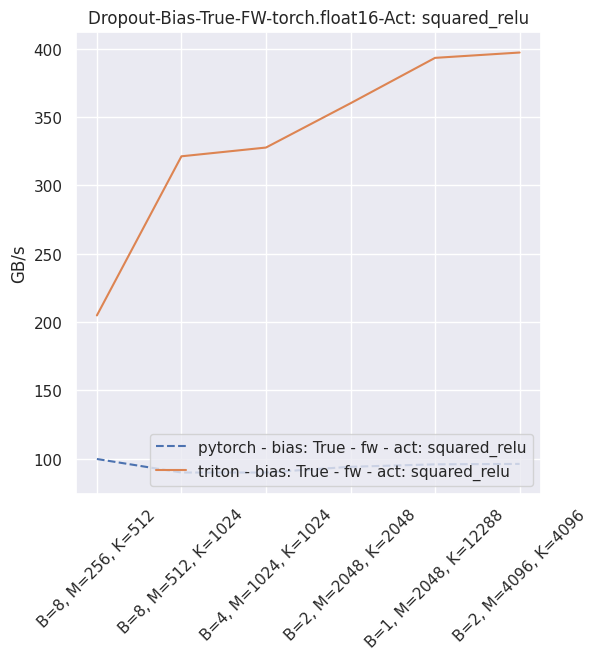 Dropout-Bias-True-FW-torch.float16-Act: squared_relu
GB/s
400
350
300
250
200
150
100
pytorch - bias: True - fw - act: squared_relu
triton - bias: True - fw - act: squared_relu
B=8, M=256, K=512
B=8, M=512, K=1024
B=4, M=1024, K=1024
B=2, M=2048, K=2048
B=1, M=2048, K=12288
B=2, M=4096, K=4096